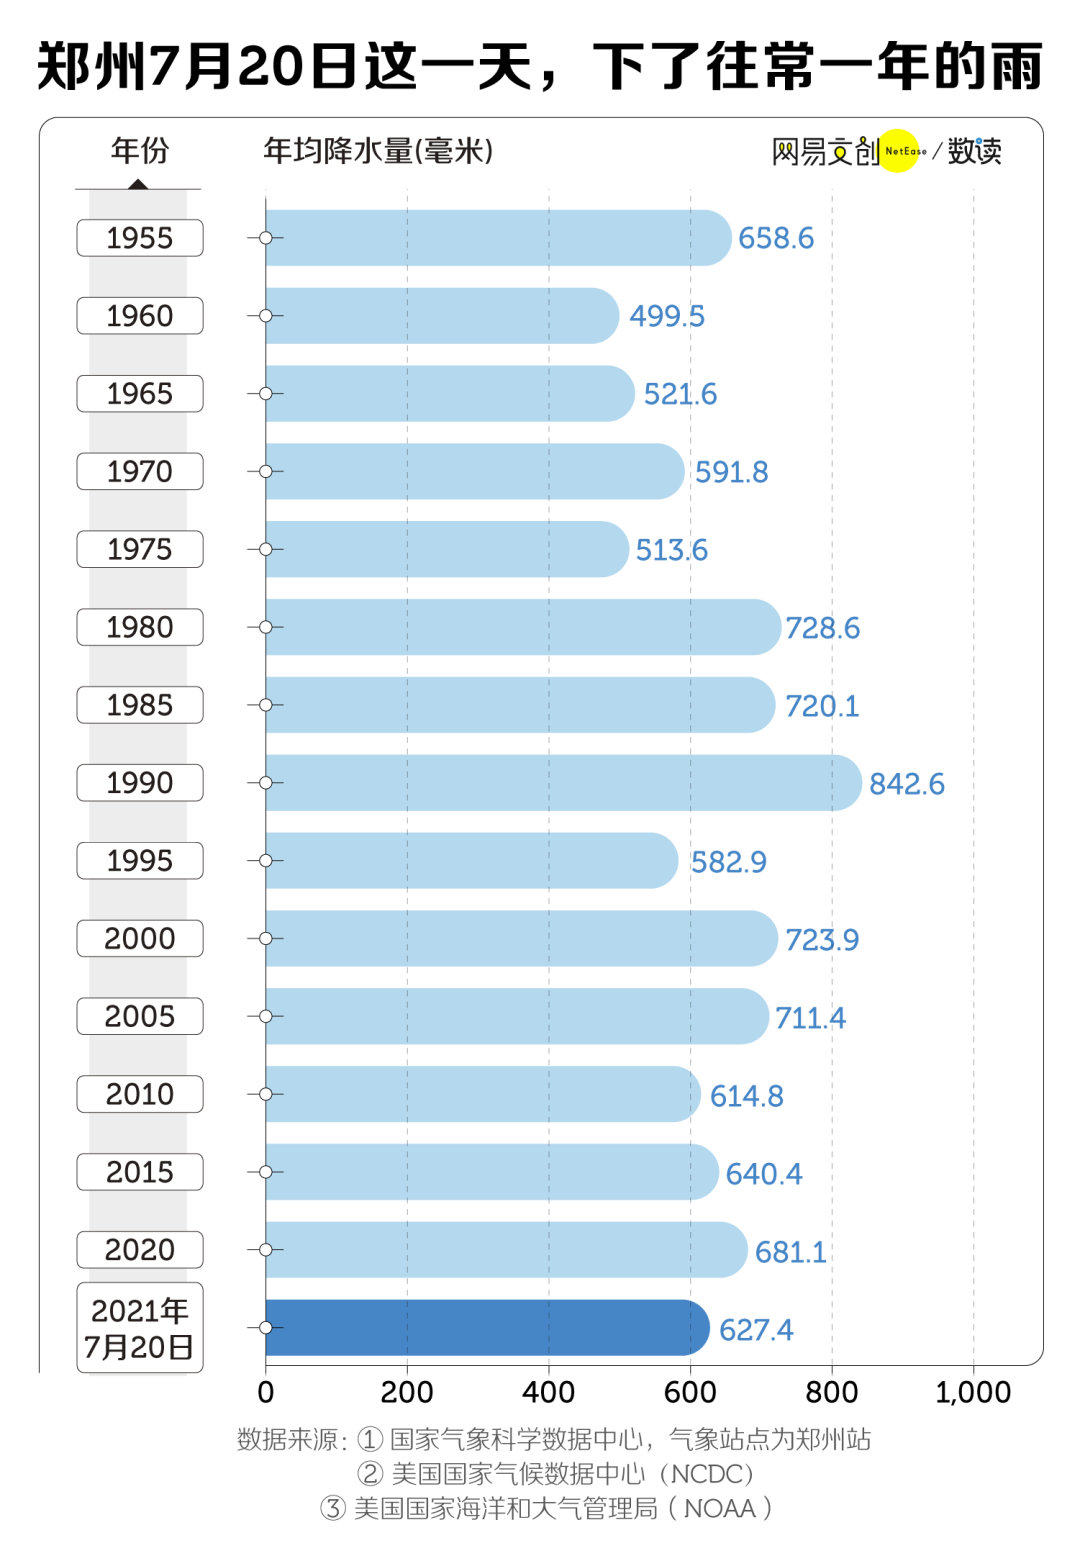 郑州7月20日这一天，下了往常一年的雨
年份 年均降水量(毫米) 网易文创 NetEase / 数读
1955 658.6
1960 499.5
1965 521.6
1970 591.8
1975 513.6
1980 728.6
1985 720.1
1990 842.6
1995 582.9
2000 723.9
2005 711.4
2010 614.8
2015 640.4
2020 681.1
2021年
7月20日 627.4
0 200 400 600 800 1,000
数据来源：① 国家气象科学数据中心，气象站点为郑州站
② 美国国家气候数据中心（NCDC）
③ 美国国家海洋和大气管理局（NOAA）